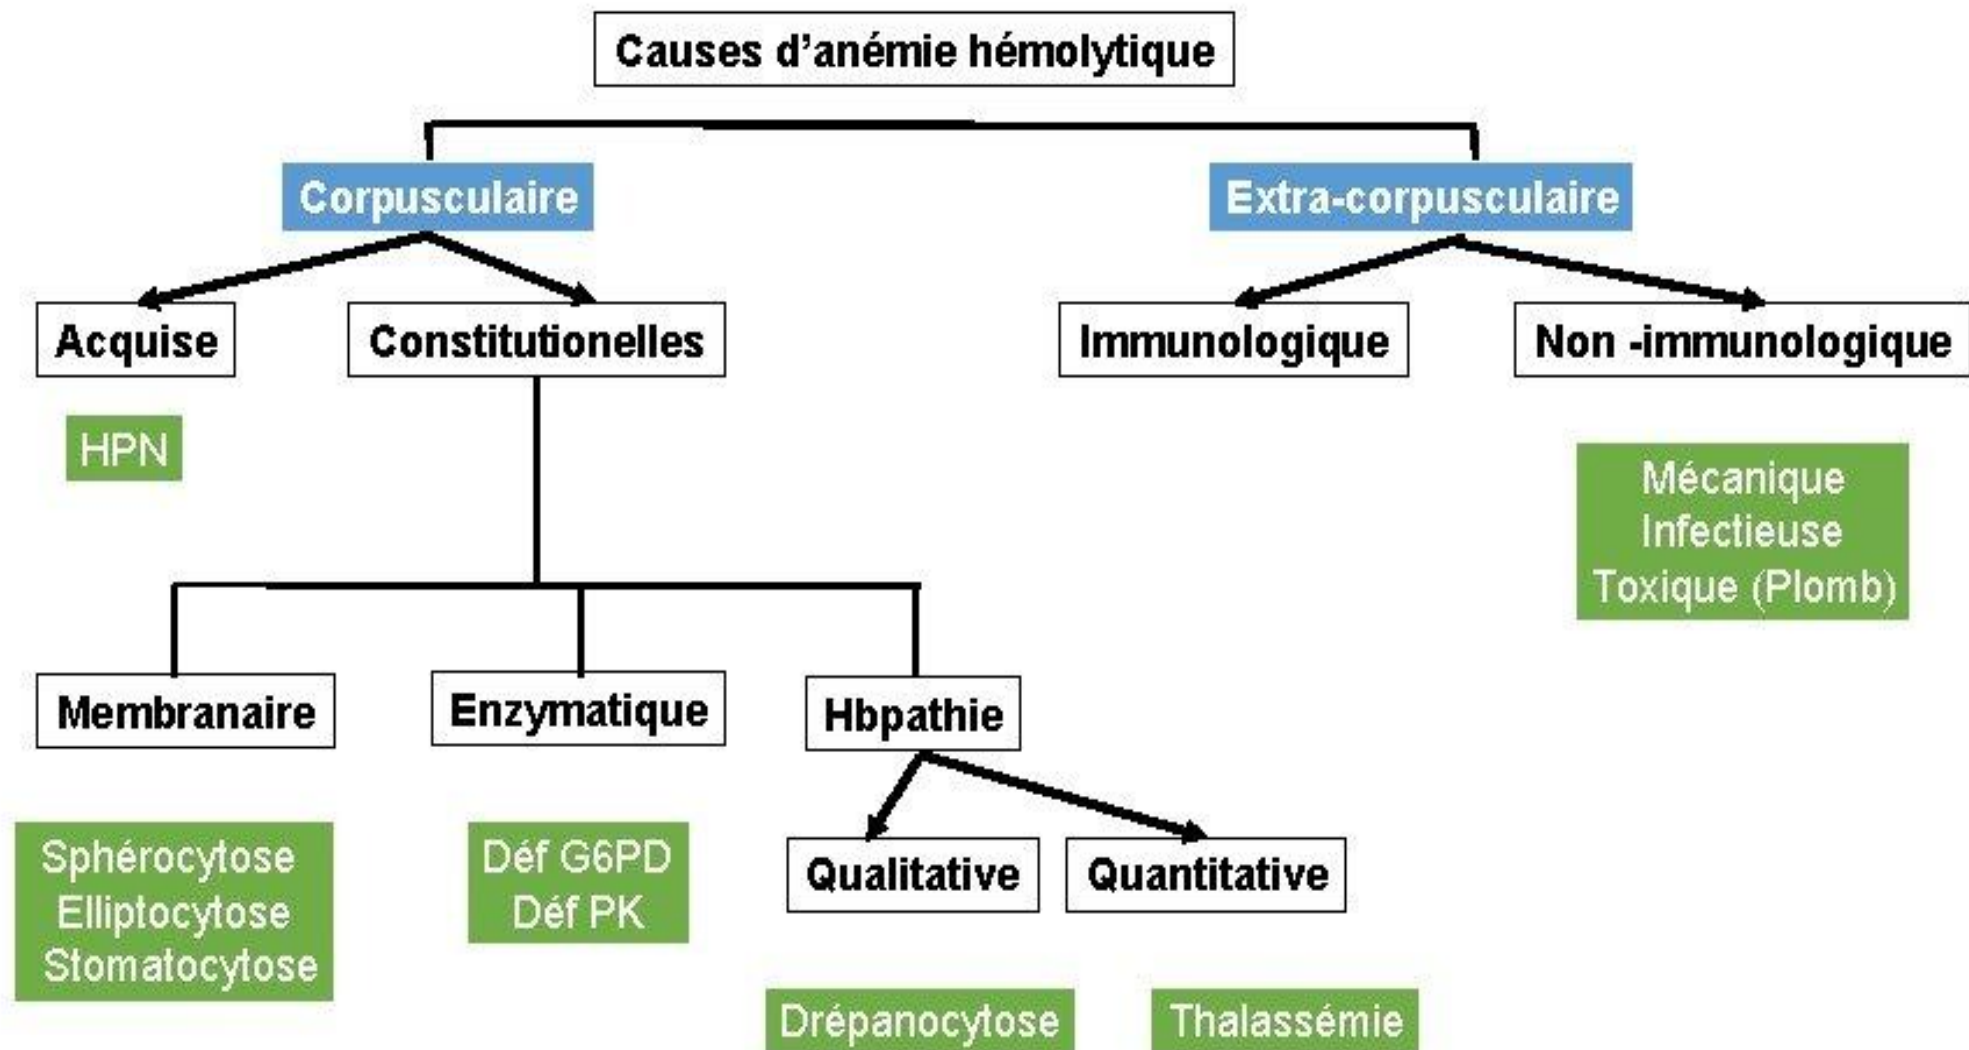 Causes d'anémie hémolytique
Corpusculaire
Extra-corpusculaire
Acquise
Constitutionelles
Immunologique
Non -immunologique
HPN
Mécanique
Infectieuse
Toxique (Plomb)
Membranaire
Enzymatique
Hbpathie
Sphérocytose
Elliptocytose
Stomatocytose
Déf G6PD
Déf PK
Qualitative
Quantitative
Drépanocytose
Thalassémie